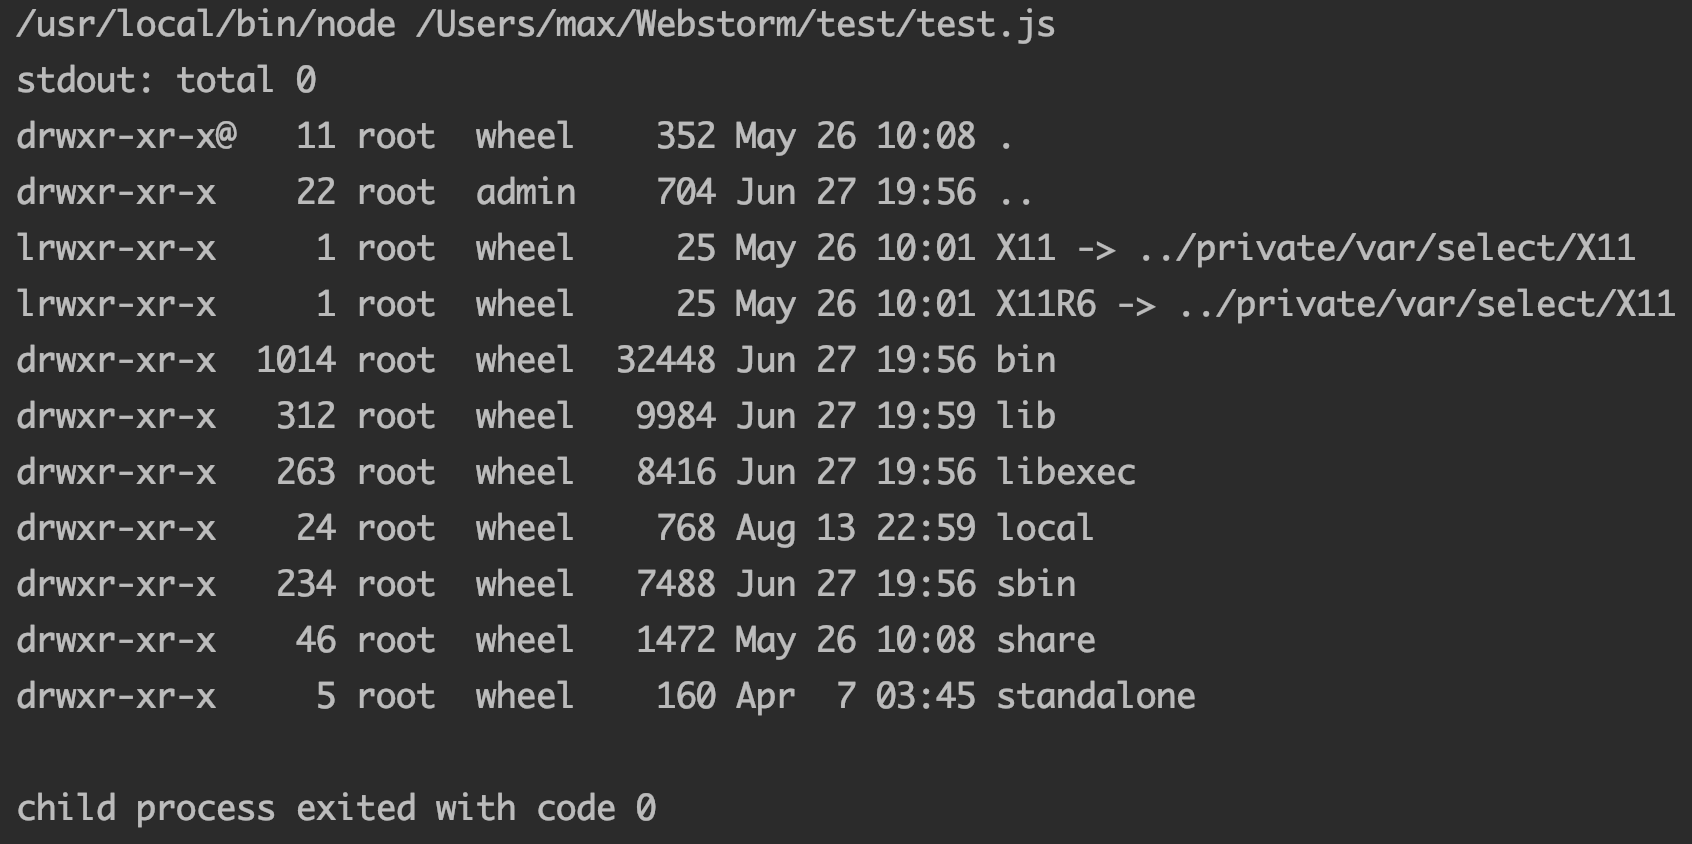 /usr/local/bin/node /Users/max/Webstorm/test/test.js
stdout: total 0
drwxr-xr-x@   11 root  wheel    352 May 26 10:08 .
drwxr-xr-x    22 root  admin    704 Jun 27 19:56 ..
lrwxr-xr-x     1 root  wheel     25 May 26 10:01 X11 -> ../private/var/select/X11
lrwxr-xr-x     1 root  wheel     25 May 26 10:01 X11R6 -> ../private/var/select/X11
drwxr-xr-x  1014 root  wheel  32448 Jun 27 19:56 bin
drwxr-xr-x   312 root  wheel   9984 Jun 27 19:59 lib
drwxr-xr-x   263 root  wheel   8416 Jun 27 19:56 libexec
drwxr-xr-x    24 root  wheel    768 Aug 13 22:59 local
drwxr-xr-x   234 root  wheel   7488 Jun 27 19:56 sbin
drwxr-xr-x    46 root  wheel   1472 May 26 10:08 share
drwxr-xr-x     5 root  wheel    160 Apr  7 03:45 standalone
child process exited with code 0